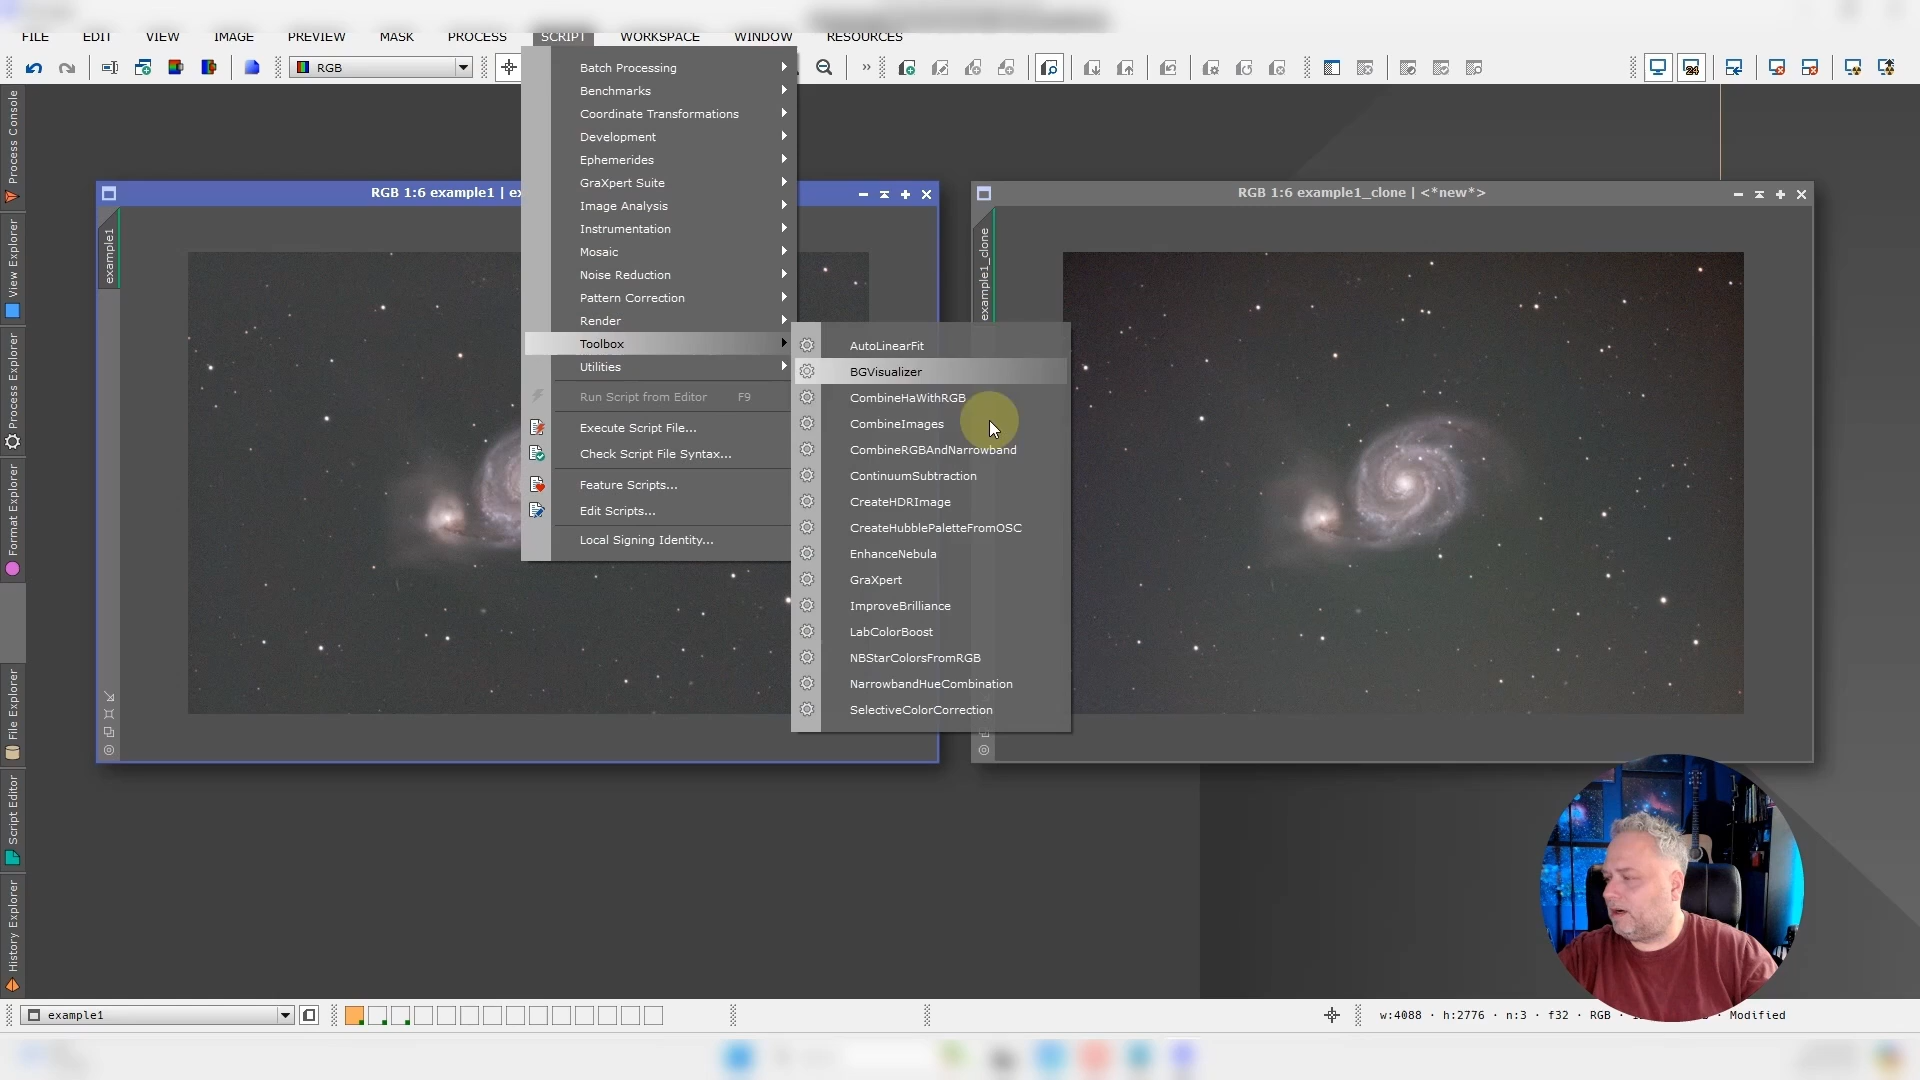 FILE EDIT VIEW IMAGE PREVIEW MASK PROCESS SCRIPT WORKSPACE WINDOW RESOURCES
RGB
24
Process Console
View Explorer
Process Explorer
Format Explorer
File Explorer
Script Editor
History Explorer
Batch Processing
Benchmarks
Coordinate Transformations
Development
Ephemerides
GraXpert Suite
Image Analysis
Instrumentation
Mosaic
Noise Reduction
Pattern Correction
Render
Toolbox
Utilities
Run Script from Editor F9
Execute Script File...
Check Script File Syntax...
Feature Scripts...
Edit Scripts...
Local Signing Identity...
AutoLinearFit
BGVisualizer
CombineHaWithRGB
CombineImages
CombineRGBAndNarrowband
ContinuumSubtraction
CreateHDRImage
CreateHubblePaletteFromOSC
EnhanceNebula
GraXpert
ImproveBrilliance
LabColorBoost
NBStarColorsFromRGB
NarrowbandHueCombination
SelectiveColorCorrection
RGB 1:6 example1 |
example1
RGB 1:6 example1_clone | <*new*>
example1_clone
example1
w:4088 · h:2776 · n:3 · f32 · RGB · · Modified